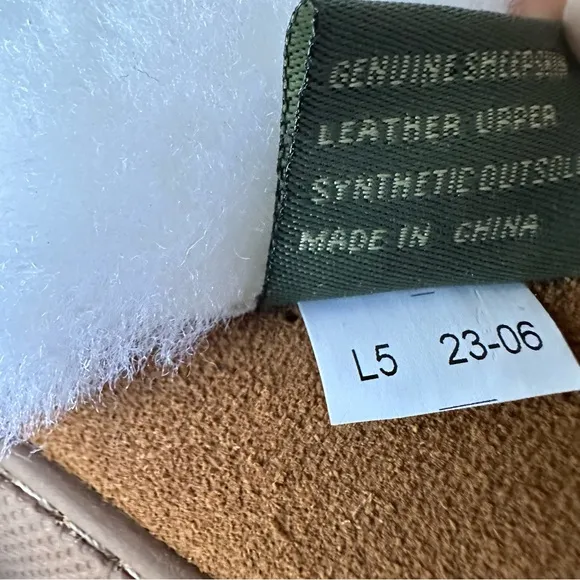 GENUINE SHEEPSKIN
LEATHER UPPER
SYNTHETIC OUTSOLE
MADE IN CHINA
L5 23-06